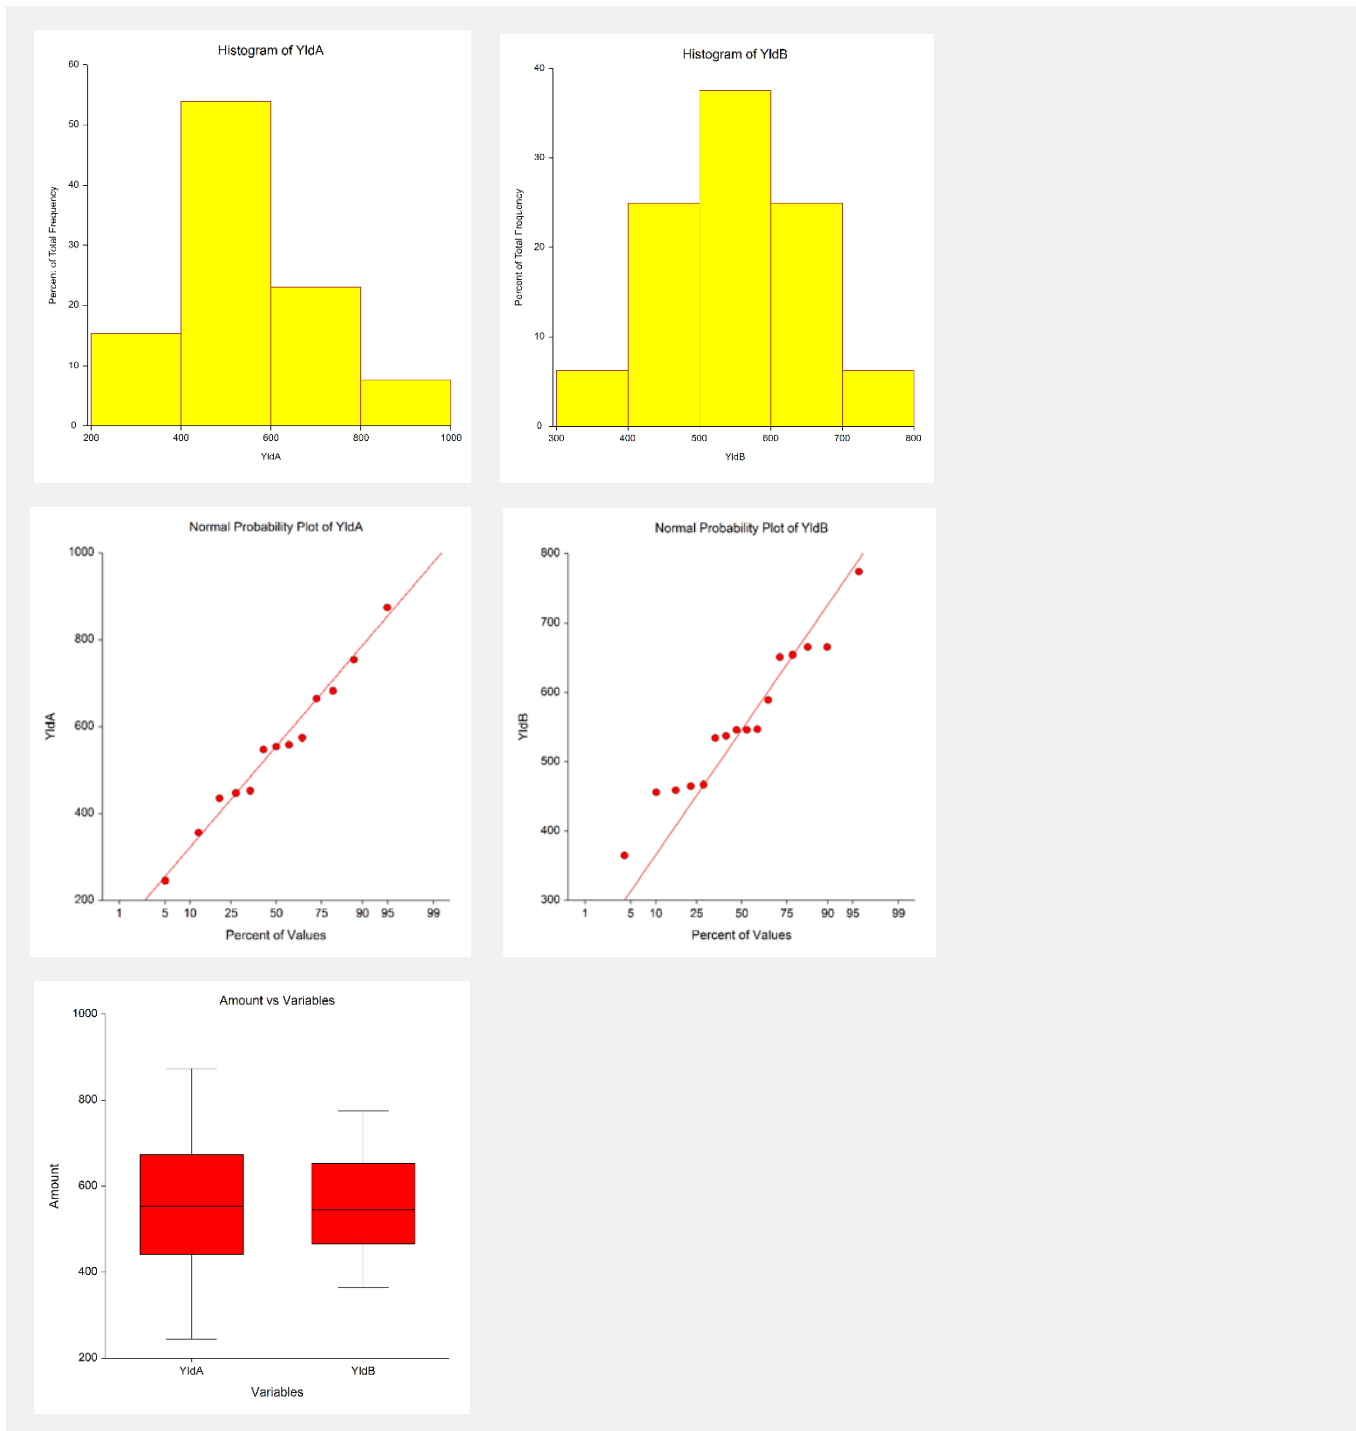 Histogram of YldA
60
50
40
30
20
10
0
Percent of Total Frequency
200 400 600 800 1000
YldA
Histogram of YldB
40
30
20
10
0
Percent of Total Frequency
300 400 500 600 700 800
YldB
Normal Probability Plot of YldA
1000
800
600
400
200
YldA
1 5 10 25 50 75 90 95 99
Percent of Values
Normal Probability Plot of YldB
800
700
600
500
400
300
YldB
1 5 10 25 50 75 90 95 99
Percent of Values
Amount vs Variables
1000
800
600
400
200
Amount
YldA YldB
Variables